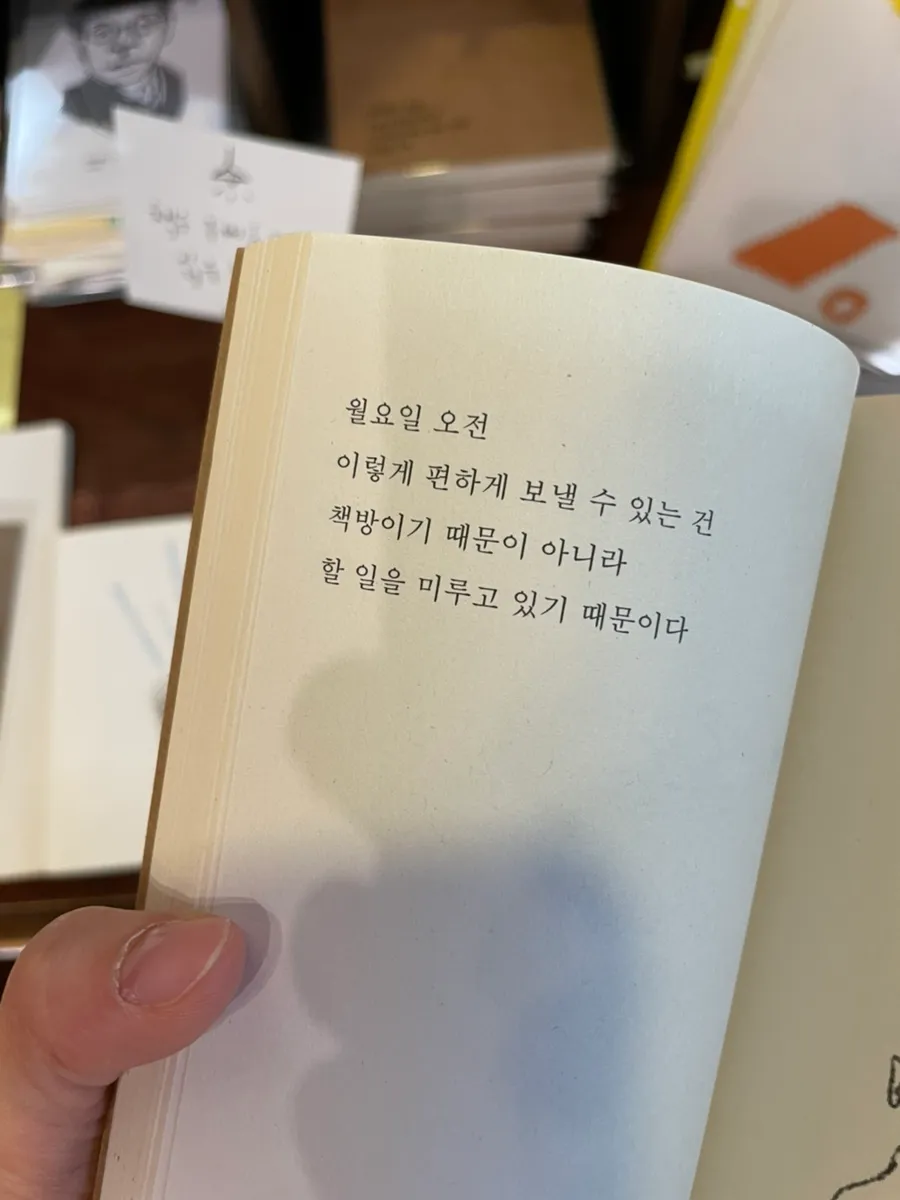 월요일 오전
이렇게 편하게 보낼 수 있는 건
책방이기 때문이 아니라
할 일을 미루고 있기 때문이다